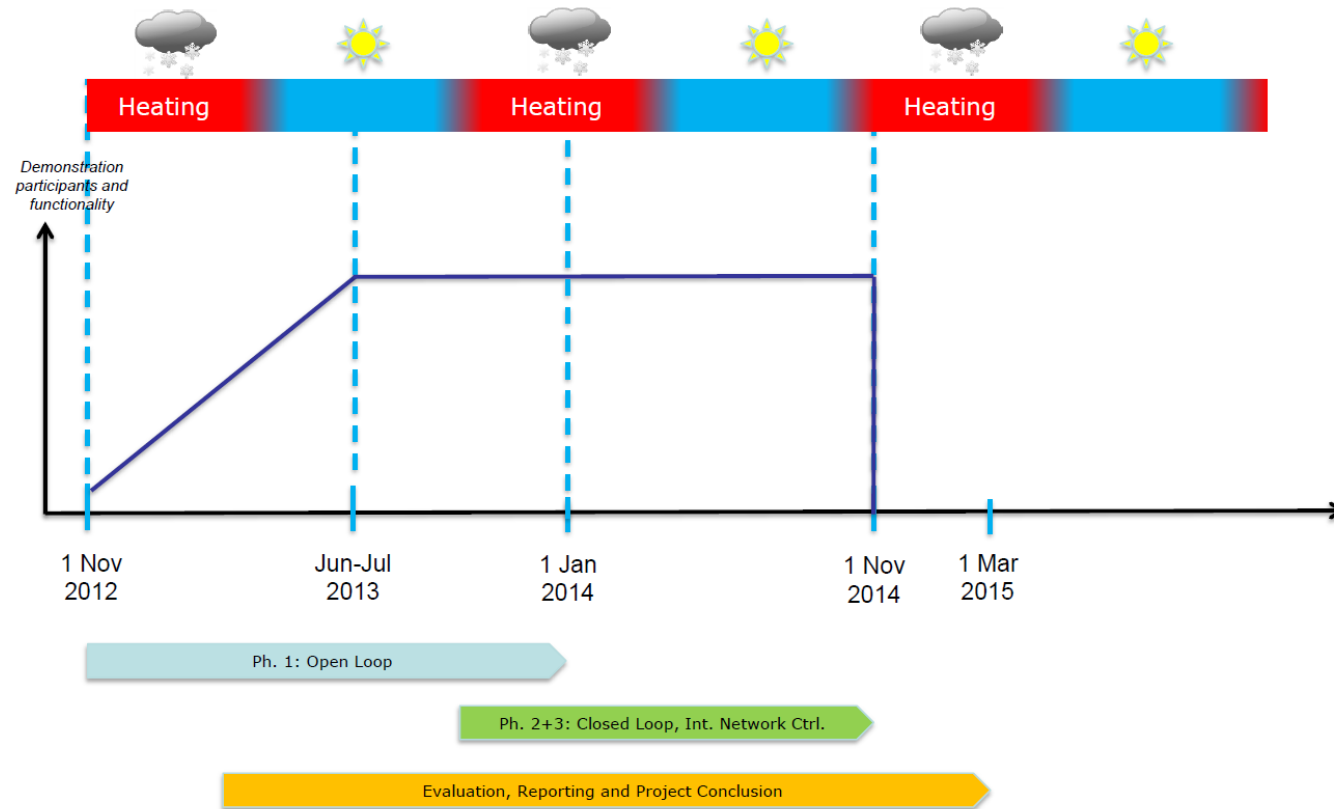 Heating
Heating
Heating
Demonstration
participants and
functionality
1 Nov
2012
Jun-Jul
2013
1 Jan
2014
1 Nov
2014
1 Mar
2015
Ph. 1: Open Loop
Ph. 2+3: Closed Loop, Int. Network Ctrl.
Evaluation, Reporting and Project Conclusion